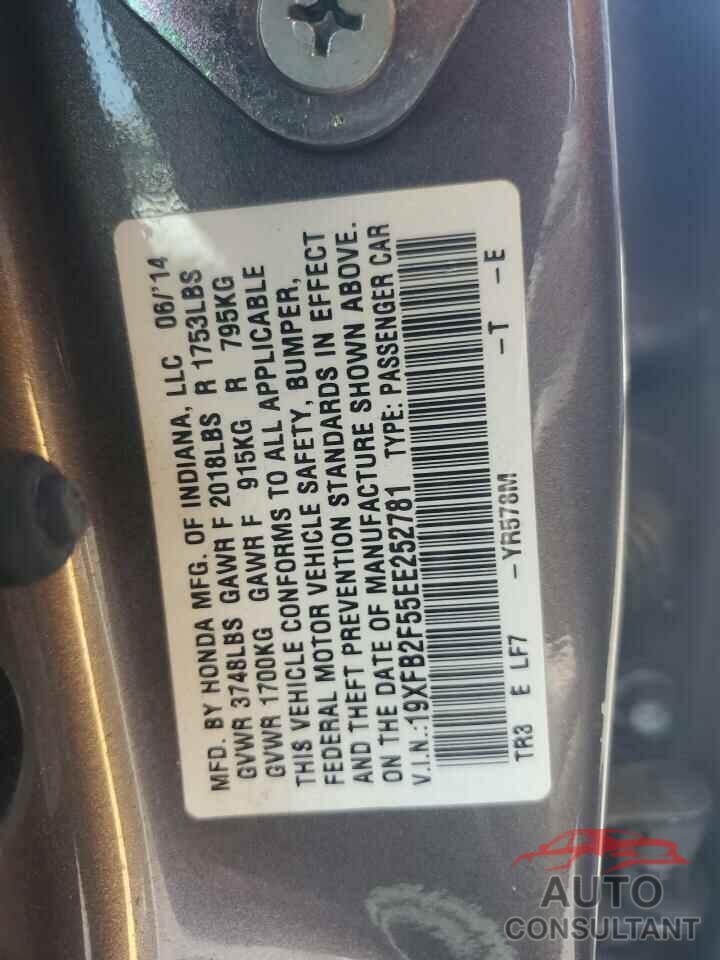 MFD. BY HONDA MFG. OF INDIANA, LLC 06/'14
GVWR 3748LBS GAWR F 2018LBS R 1753LBS
GVWR 1700KG GAWR F 915KG R 795KG
THIS VEHICLE CONFORMS TO ALL APPLICABLE
FEDERAL MOTOR VEHICLE SAFETY, BUMPER,
AND THEFT PREVENTION STANDARDS IN EFFECT
ON THE DATE OF MANUFACTURE SHOWN ABOVE.
V.I.N.:19XFB2F55EE252781 TYPE: PASSENGER CAR
TR3 E LF7 -YR578M -T -E
AUTO
CONSULTANT